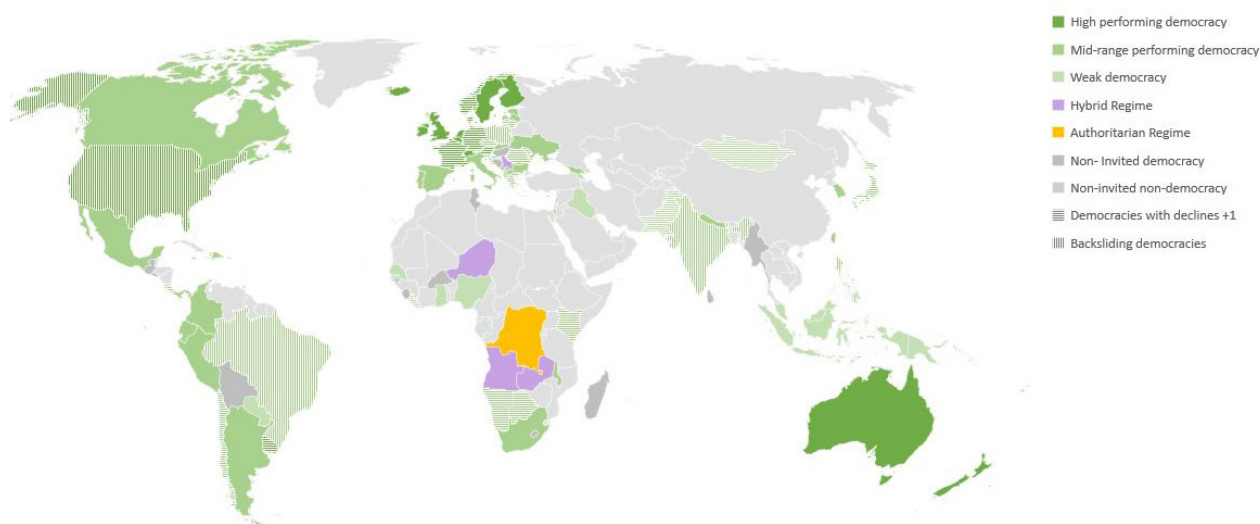 High performing democracy
Mid-range performing democracy
Weak democracy
Hybrid Regime
Authoritarian Regime
Non- Invited democracy
Non-invited non-democracy
Democracies with declines +1
Backsliding democracies